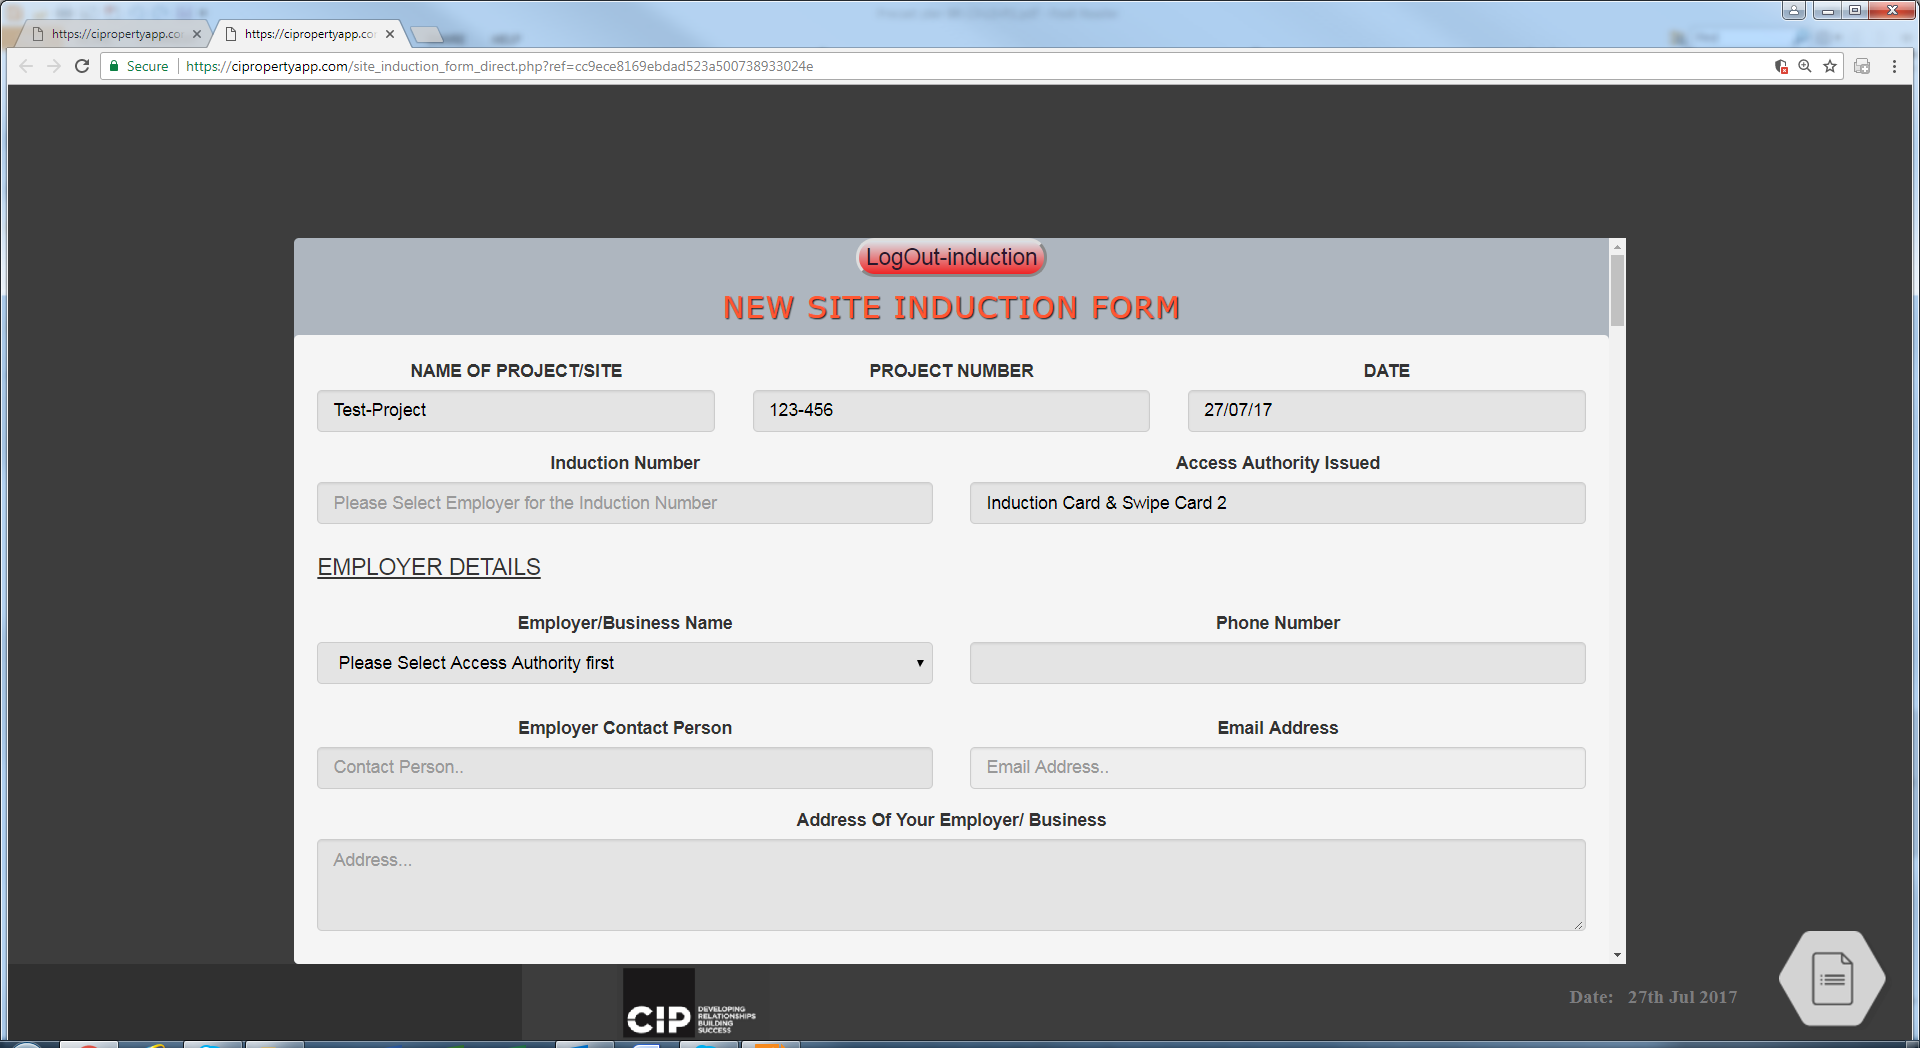 https://cipropertyapp.co
https://cipropertyapp.cor
Secure
https://cipropertyapp.com/site_induction_form_direct.php?ref=cc9ece8169ebdad523a500738933024e
LogOut-induction
NEW SITE INDUCTION FORM
NAME OF PROJECT/SITE
PROJECT NUMBER
DATE
Test-Project
123-456
27/07/17
Induction Number
Access Authority Issued
Please Select Employer for the Induction Number
Induction Card & Swipe Card 2
EMPLOYER DETAILS
Employer/Business Name
Phone Number
Please Select Access Authority first
Employer Contact Person
Email Address
Contact Person..
Email Address..
Address Of Your Employer/ Business
Address...
Date: 27th Jul 2017
CIP
DEVELOPING
RELATIONSHIPS
BUILDING
SUCCESS